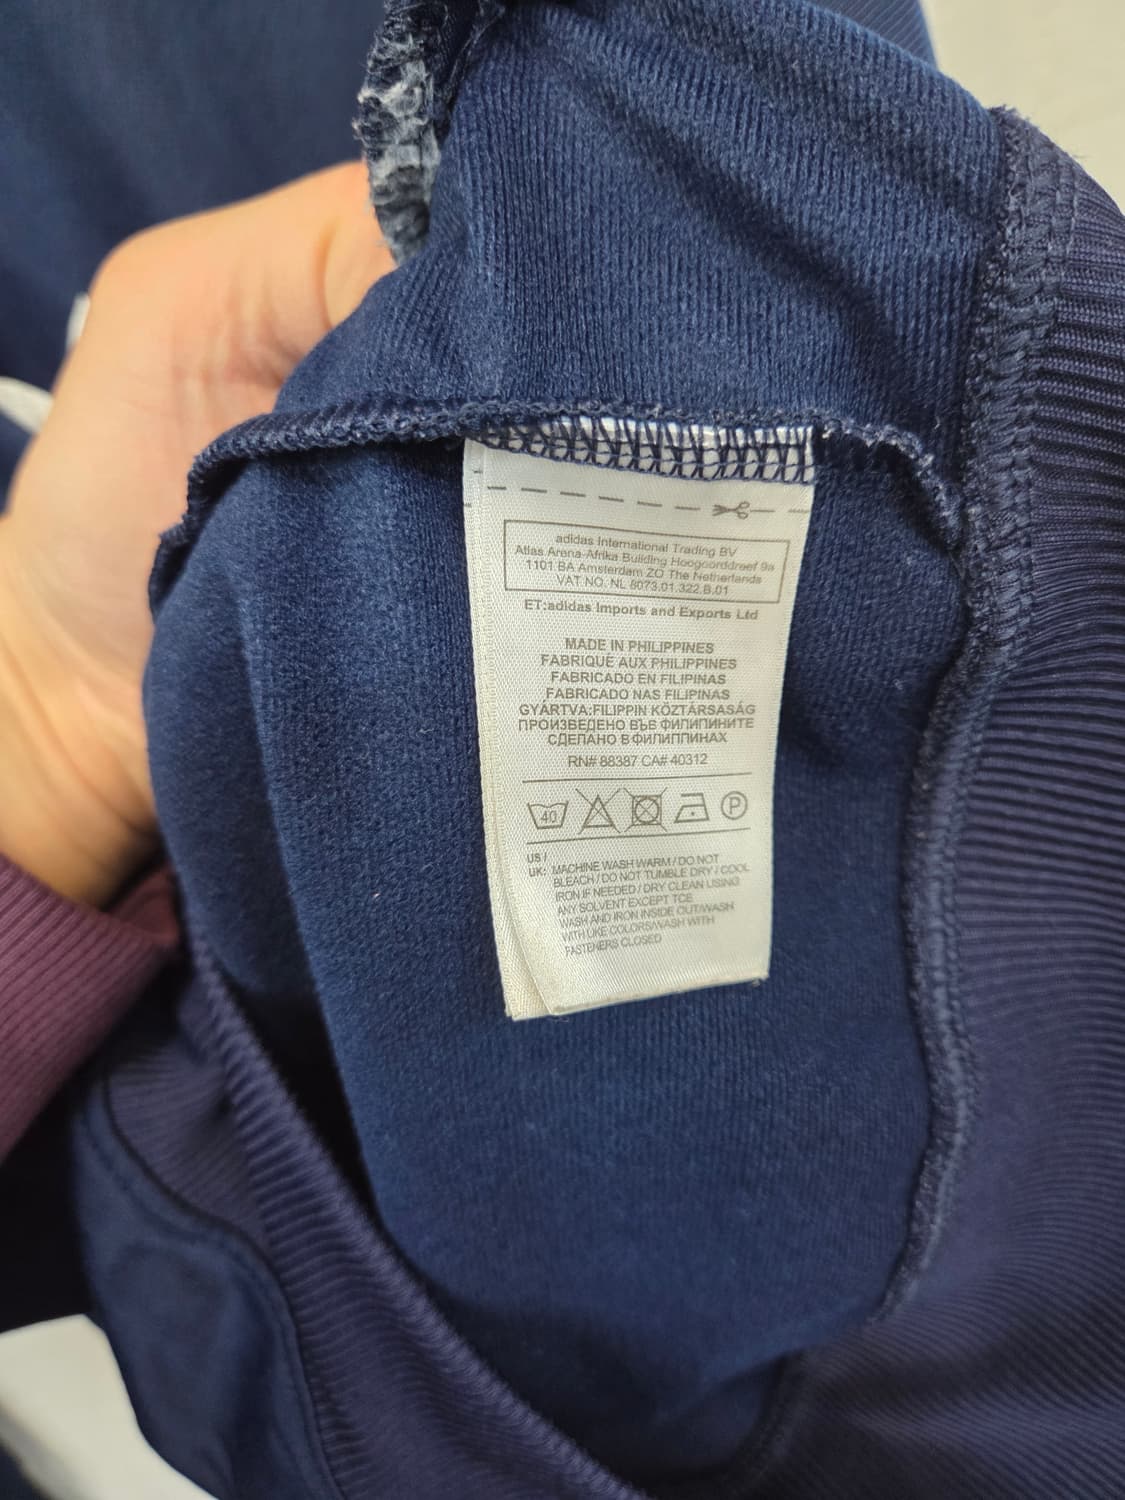 adidas International Trading BV
Atlas Arena-Afrika Building Hoogoorddreef 9a
1101 BA Amsterdam ZO The Netherlands
VAT NO. NL 8073.01.322.B.01
ET:adidas Imports and Exports Ltd
MADE IN PHILIPPINES
FABRIQUÉ AUX PHILIPPINES
FABRICADO EN FILIPINAS
FABRICADO NAS FILIPINAS
GYÁRTVA:FILIPPIN KÖZTÁRSASÁG
ПРОИЗВЕДЕНО ВЪВ ФИЛИПИНИТЕ
СДЕЛАНО В ФИЛИППИНАХ
RN# 88387 CA# 40312
40 P
US /
UK: MACHINE WASH WARM / DO NOT
BLEACH / DO NOT TUMBLE DRY / COOL
IRON IF NEEDED / DRY CLEAN USING
ANY SOLVENT EXCEPT TCE
WASH AND IRON INSIDE OUT/WASH
WITH LIKE COLORS/WASH WITH
FASTENERS CLOSED